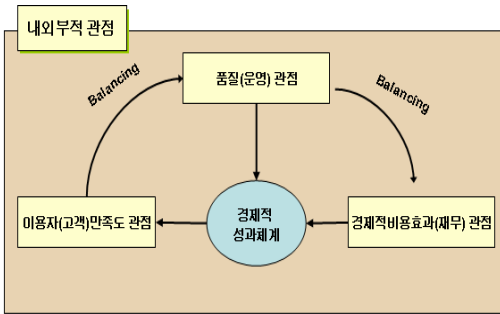 내외부적 관점
Balancing
품질(운명) 관점
Balancing
이용자(고객)만족도 관점
경제적
성과체계
경제적비용효과(재무) 관점